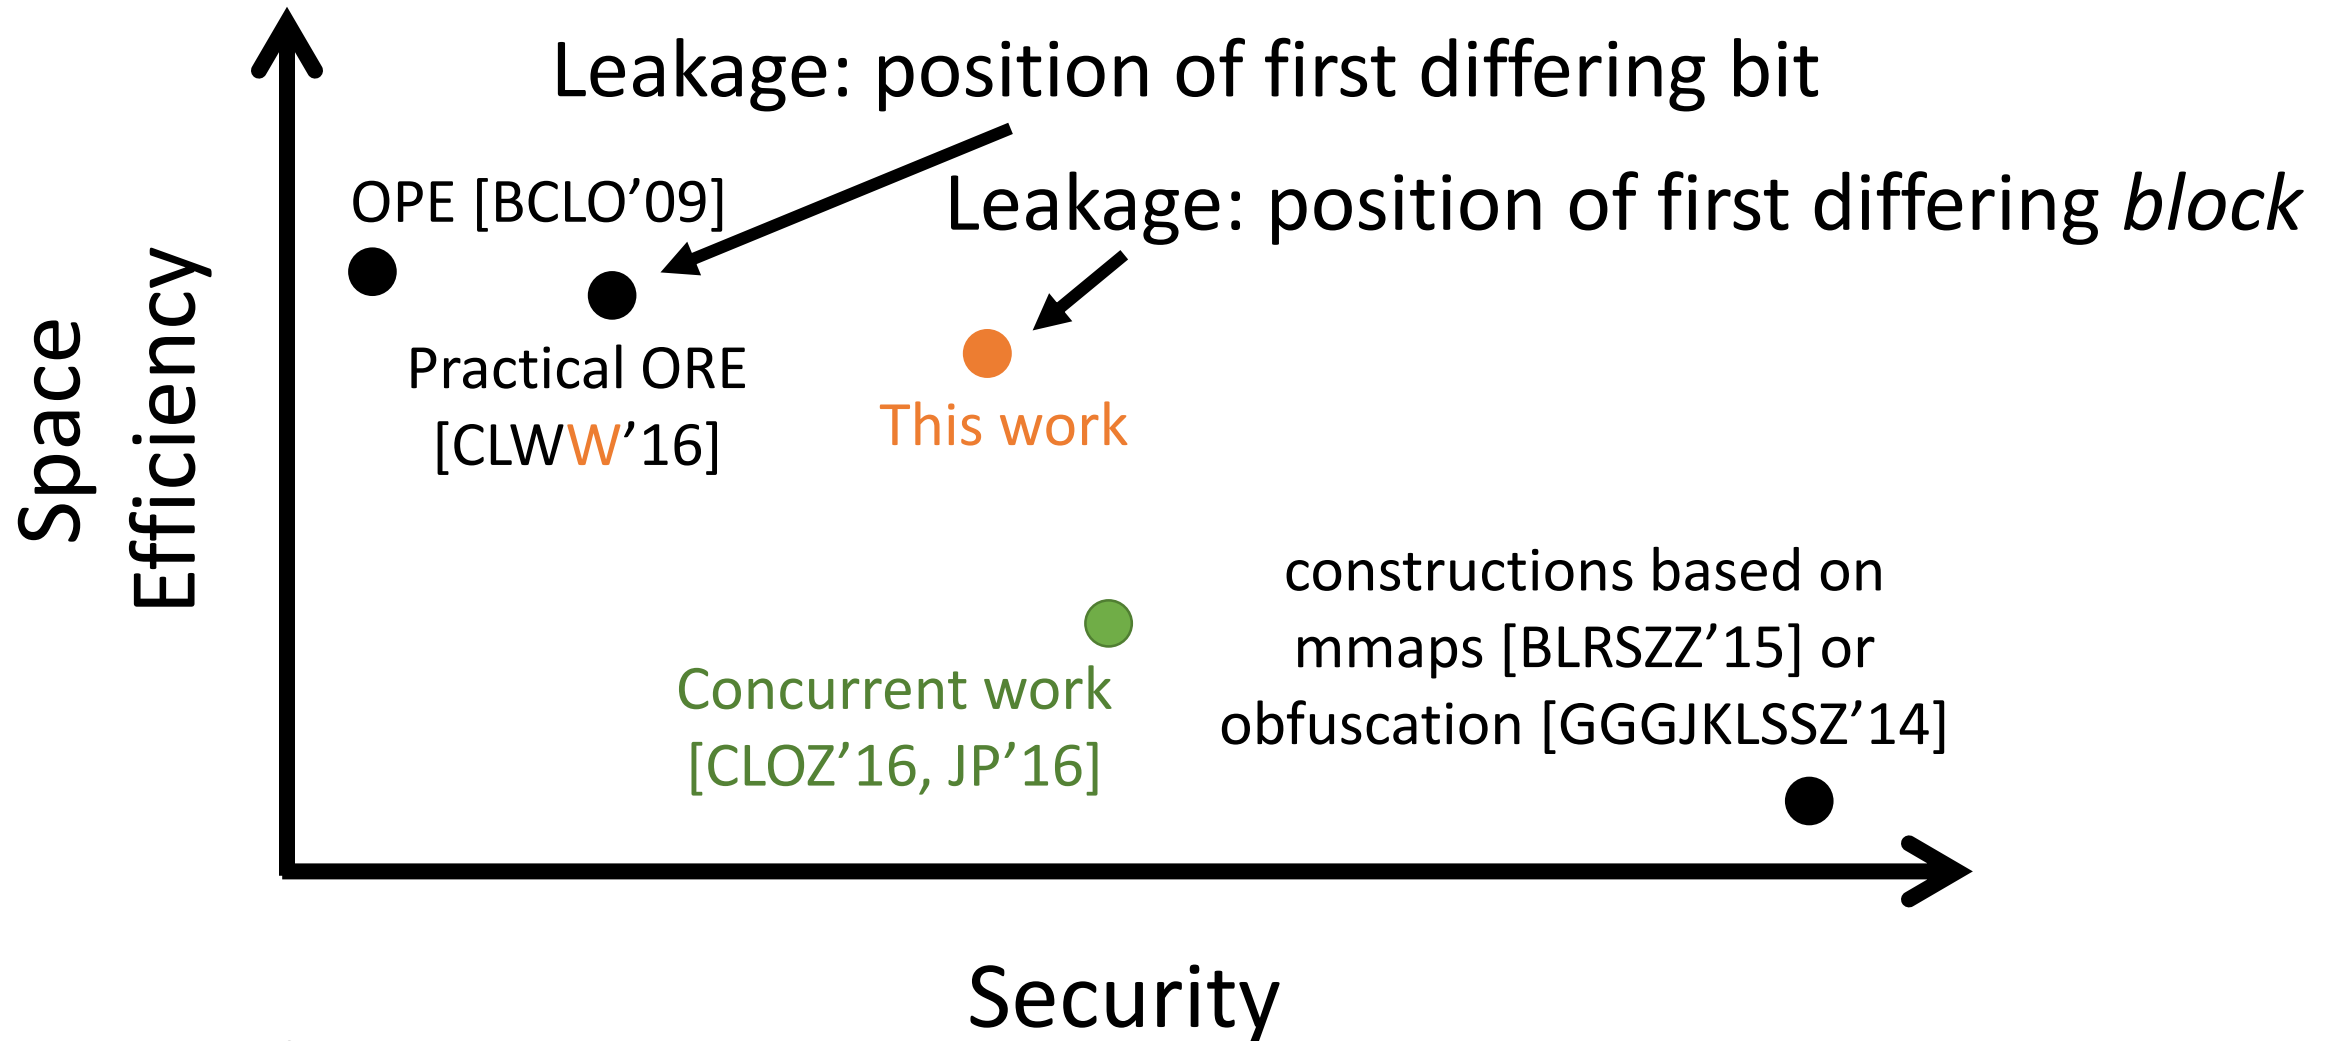 Leakage: position of first differing bit
OPE [BCLO’09]
Leakage: position of first differing block
Practical ORE
[CLWW’16]
This work
Space
Efficiency
constructions based on
mmaps [BLRSZZ’15] or
obfuscation [GGGJKLSSZ’14]
Concurrent work
[CLOZ’16, JP’16]
Security